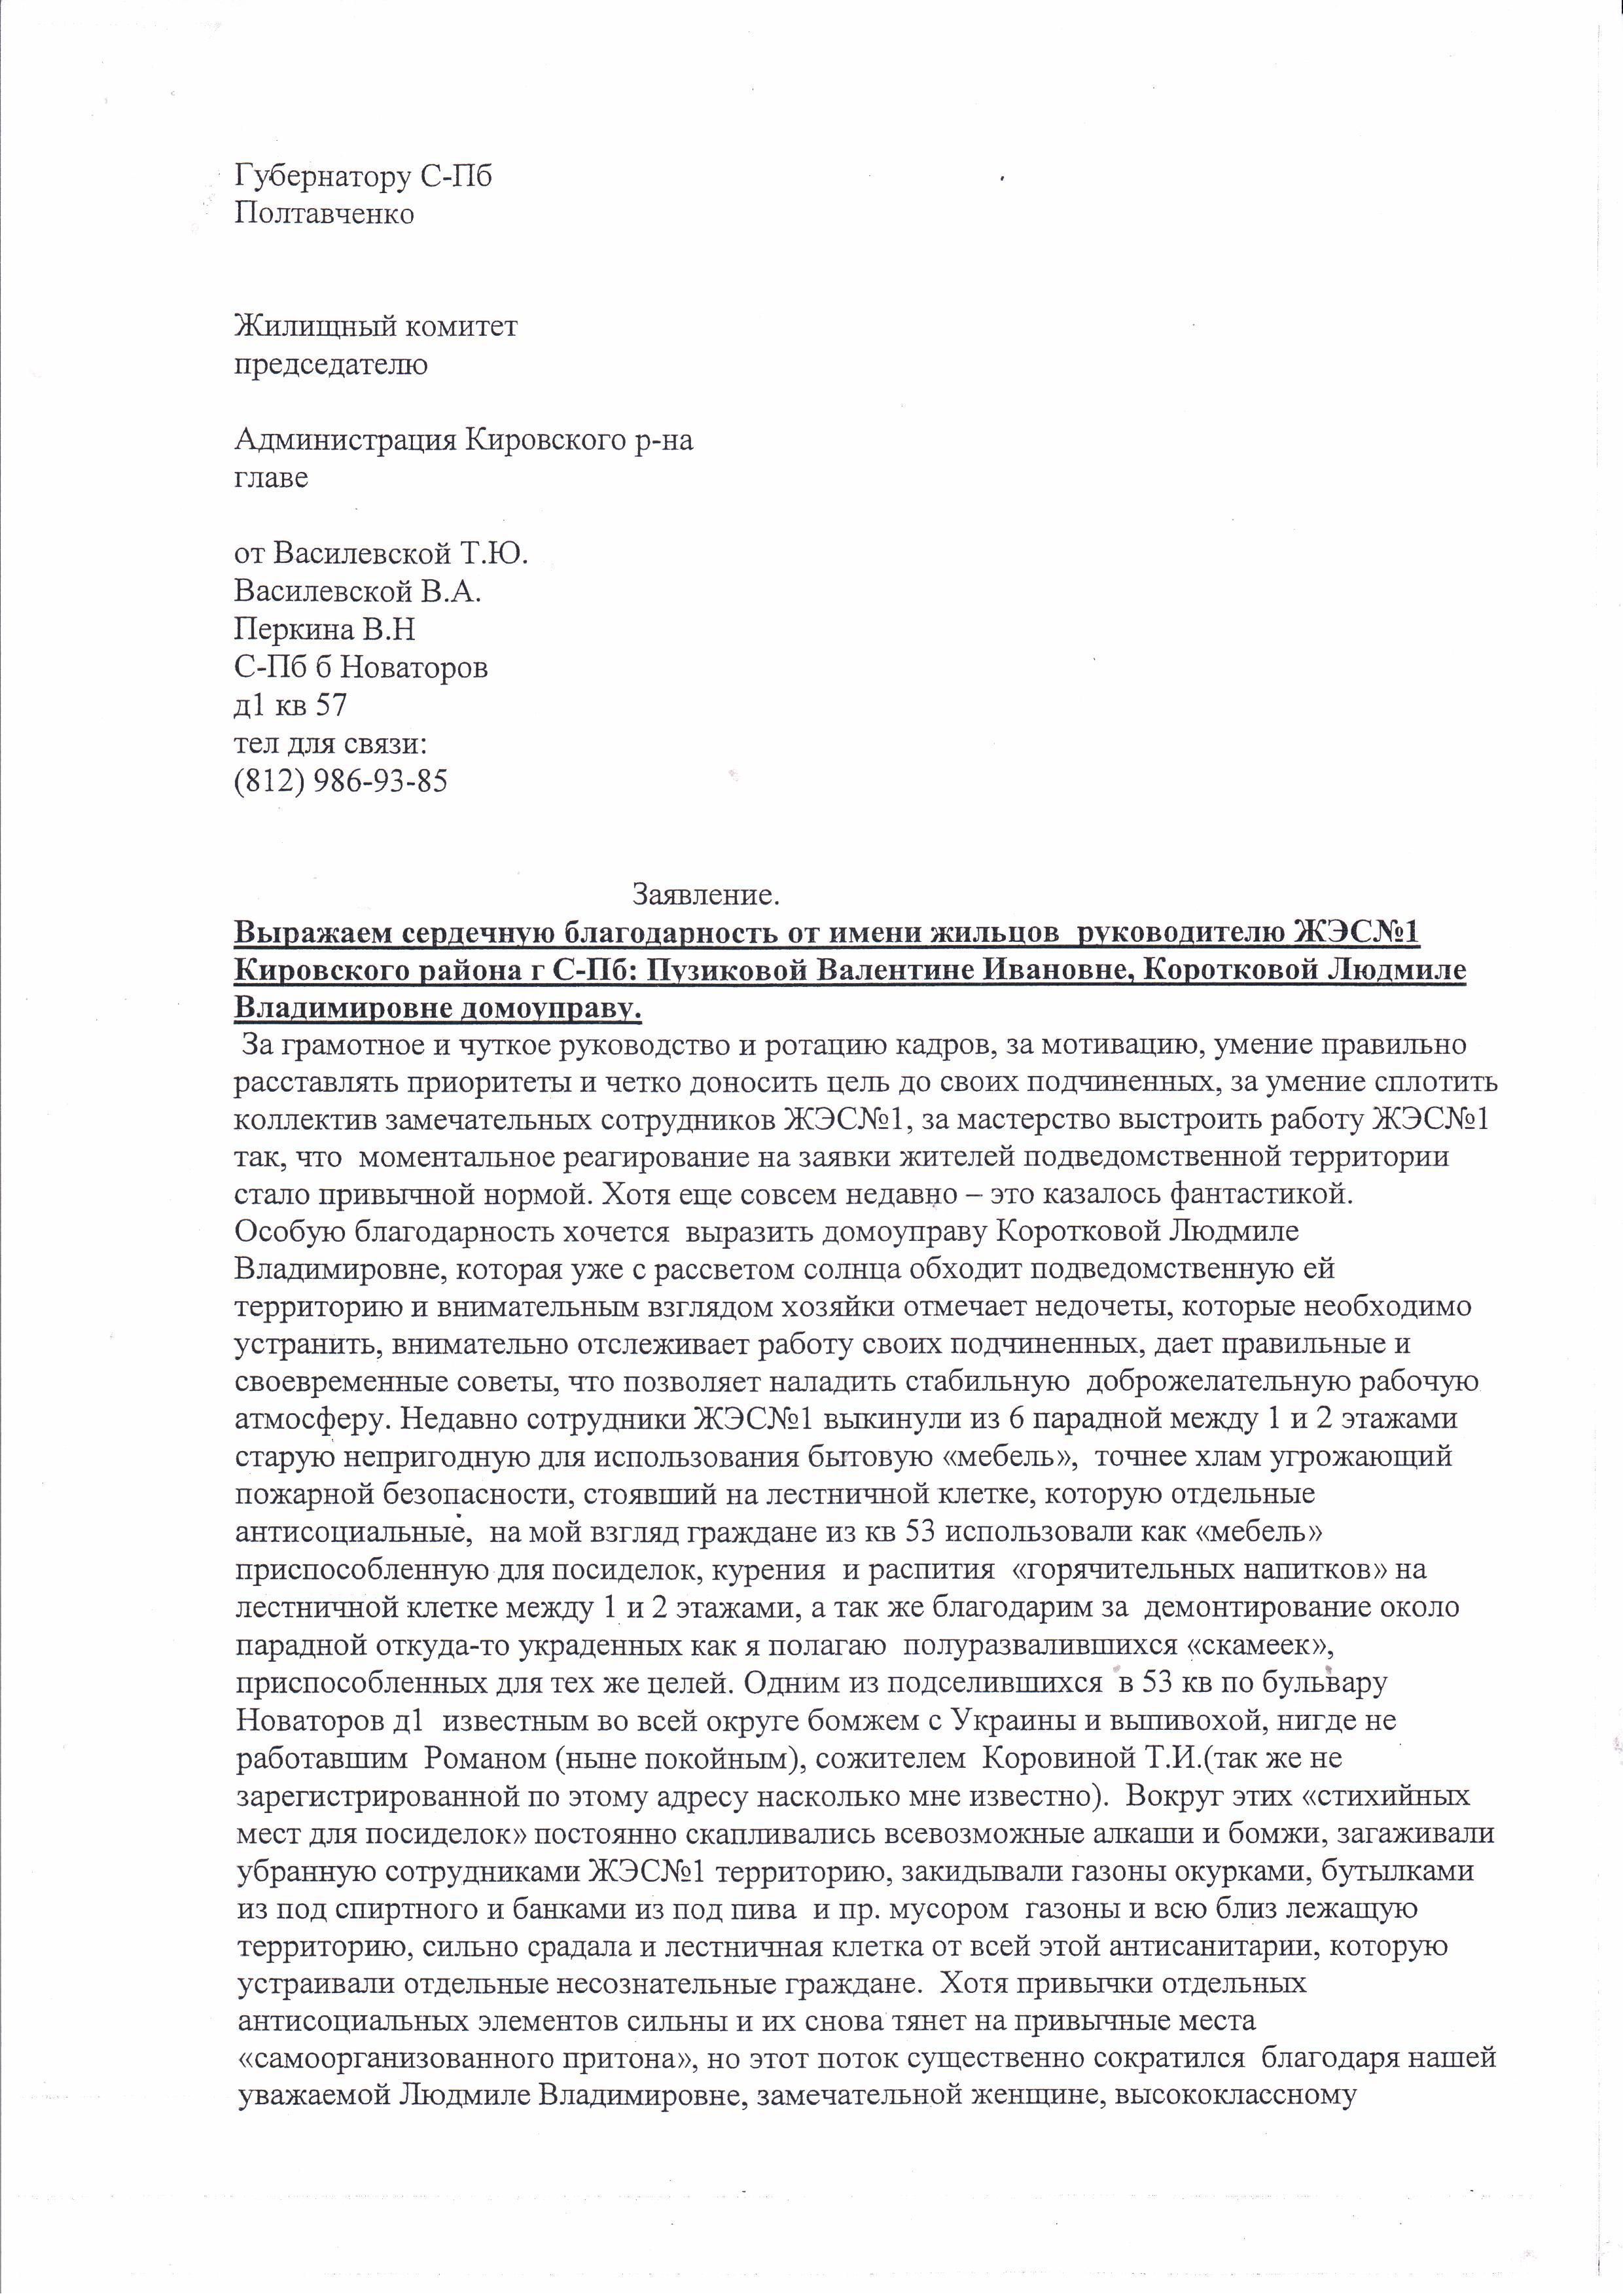 Губернатору С-Пб
Полтавченко
Жилищный комитет
председателю
Администрация Кировского р-на
главе
от Василевской Т.Ю.
Василевской В.А.
Перкина В.Н
С-Пб б Новаторов
д1 кв 57
тел для связи:
(812) 986-93-85
Заявление.
Выражаем сердечную благодарность от имени жильцов руководителю ЖЭС№1
Кировского района г С-Пб: Пузиковой Валентине Ивановне, Коротковой Людмиле
Владимировне домоуправу.
За грамотное и чуткое руководство и ротацию кадров, за мотивацию, умение правильно
расставлять приоритеты и четко доносить цель до своих подчиненных, за умение сплотить
коллектив замечательных сотрудников ЖЭС№1, за мастерство выстроить работу ЖЭС№1
так, что моментальное реагирование на заявки жителей подведомственной территории
стало привычной нормой. Хотя еще совсем недавно – это казалось фантастикой.
Особую благодарность хочется выразить домоуправу Коротковой Людмиле
Владимировне, которая уже с рассветом солнца обходит подведомственную ей
территорию и внимательным взглядом хозяйки отмечает недочеты, которые необходимо
устранить, внимательно отслеживает работу своих подчиненных, дает правильные и
своевременные советы, что позволяет наладить стабильную доброжелательную рабочую
атмосферу. Недавно сотрудники ЖЭС№1 выкинули из 6 парадной между 1 и 2 этажами
старую непригодную для использования бытовую «мебель», точнее хлам угрожающий
пожарной безопасности, стоявший на лестничной клетке, которую отдельные
антисоциальные, на мой взгляд граждане из кв 53 использовали как «мебель»
приспособленную для посиделок, курения и распития «горячительных напитков» на
лестничной клетке между 1 и 2 этажами, а так же благодарим за демонтирование около
парадной откуда-то украденных как я полагаю полуразвалившихся «скамеек»,
приспособленных для тех же целей. Одним из подселившихся в 53 кв по бульвару
Новаторов д1 известным во всей округе бомжем с Украины и выпивохой, нигде не
работавшим Романом (ныне покойным), сожителем Коровиной Т.И.(так же не
зарегистрированной по этому адресу насколько мне известно). Вокруг этих «стихийных
мест для посиделок» постоянно скапливались всевозможные алкаши и бомжи, загаживали
убранную сотрудниками ЖЭС№1 территорию, закидывали газоны окурками, бутылками
из под спиртного и банками из под пива и пр. мусором газоны и всю близ лежащую
территорию, сильно срадала и лестничная клетка от всей этой антисанитарии, которую
устраивали отдельные несознательные граждане. Хотя привычки отдельных
антисоциальных элементов сильны и их снова тянет на привычные места
«самоорганизованного притона», но этот поток существенно сократился благодаря нашей
уважаемой Людмиле Владимировне, замечательной женщине, высококлассному